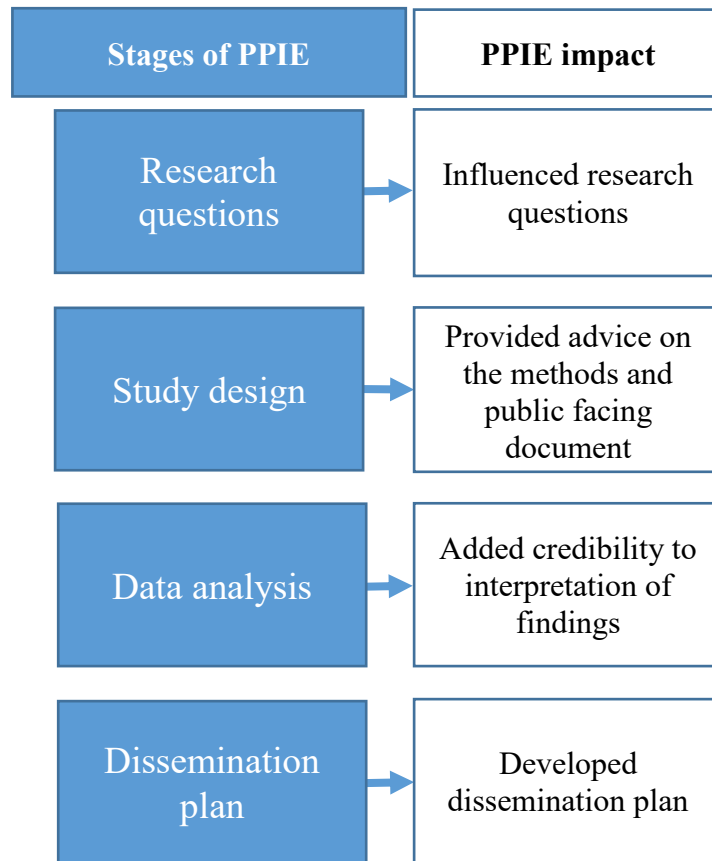 Stages of PPIE
PPIE impact
Research
questions
Influenced research
questions
Study design
Provided advice on
the methods and
public facing
document
Data analysis
Added credibility to
interpretation of
findings
Dissemination
plan
Developed
dissemination plan